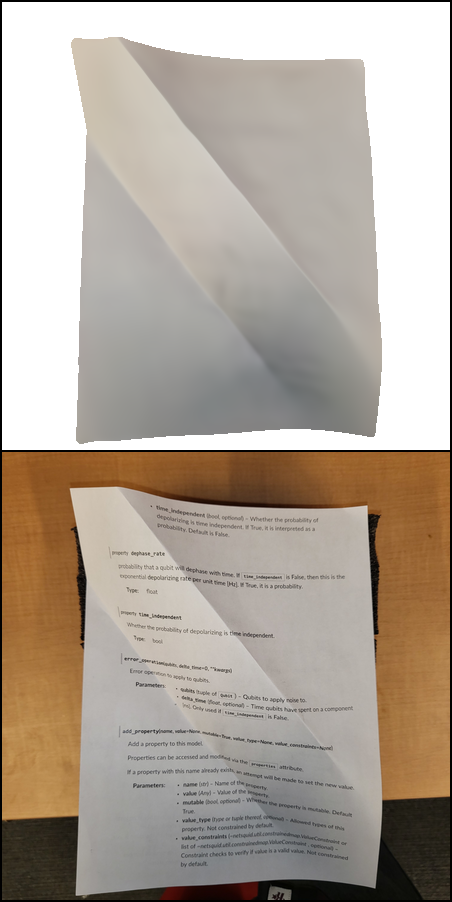 • time_independent (bool, optional) – Whether the probability of
depolarizing is time independent. If True, it is interpreted as a
probability. Default is False.
property dephase_rate
probability that a qubit will dephase with time. If time_independent is False, then this is the
exponential depolarizing rate per unit time [Hz]. If True, it is a probability.
Type: float
property time_independent
Whether the probability of depolarizing is time independent.
Type: bool
error_operation(qubits, delta_time=0, **kwargs)
Error operation to apply to qubits.
Parameters: • qubits (tuple of Qubit) – Qubits to apply noise to.
• delta_time (float, optional) – Time qubits have spent on a component
[ns]. Only used if time_independent is False.
add_property(name, value=None, mutable=True, value_type=None, value_constraints=None)
Add a property to this model.
Properties can be accessed and modified via the properties attribute.
If a property with this name already exists, an attempt will be made to set the new value
Parameters: • name (str) – Name of the property.
• value (Any) – Value of the property.
• mutable (bool, optional) – Whether the property is mutable. Default
True.
• value_type (type or tuple thereof, optional) – Allowed types of this
property. Not constrained by default.
• value_constraints (~netsquid.util.constrainedmap.ValueConstraint or
list of ~netsquid.util.constrainedmap.ValueConstraint , optional) –
Constraint checks to verify if value is a valid value. Not constrained
by default.